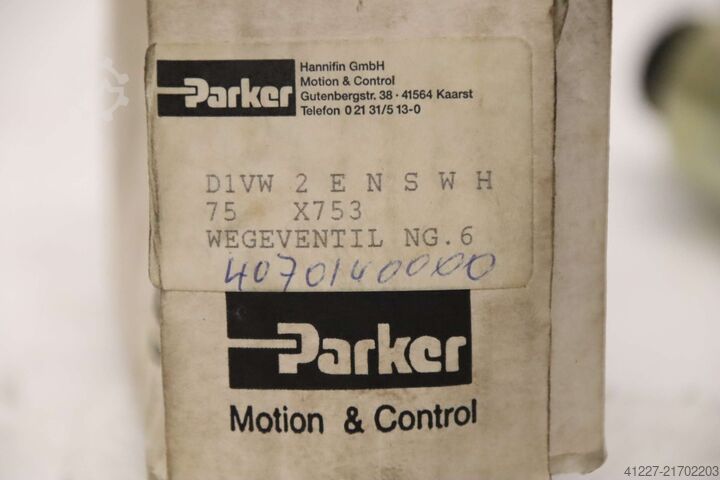 Parker
Hannifin GmbH
Motion & Control
Gutenbergstr. 38 · 41564 Kaarst
Telefon 0 21 31/5 13-0
D1VW 2 E N S W H
75 X753
WEGEVENTIL NG.6
4070140000
Parker
Motion & Control
41227-21702203